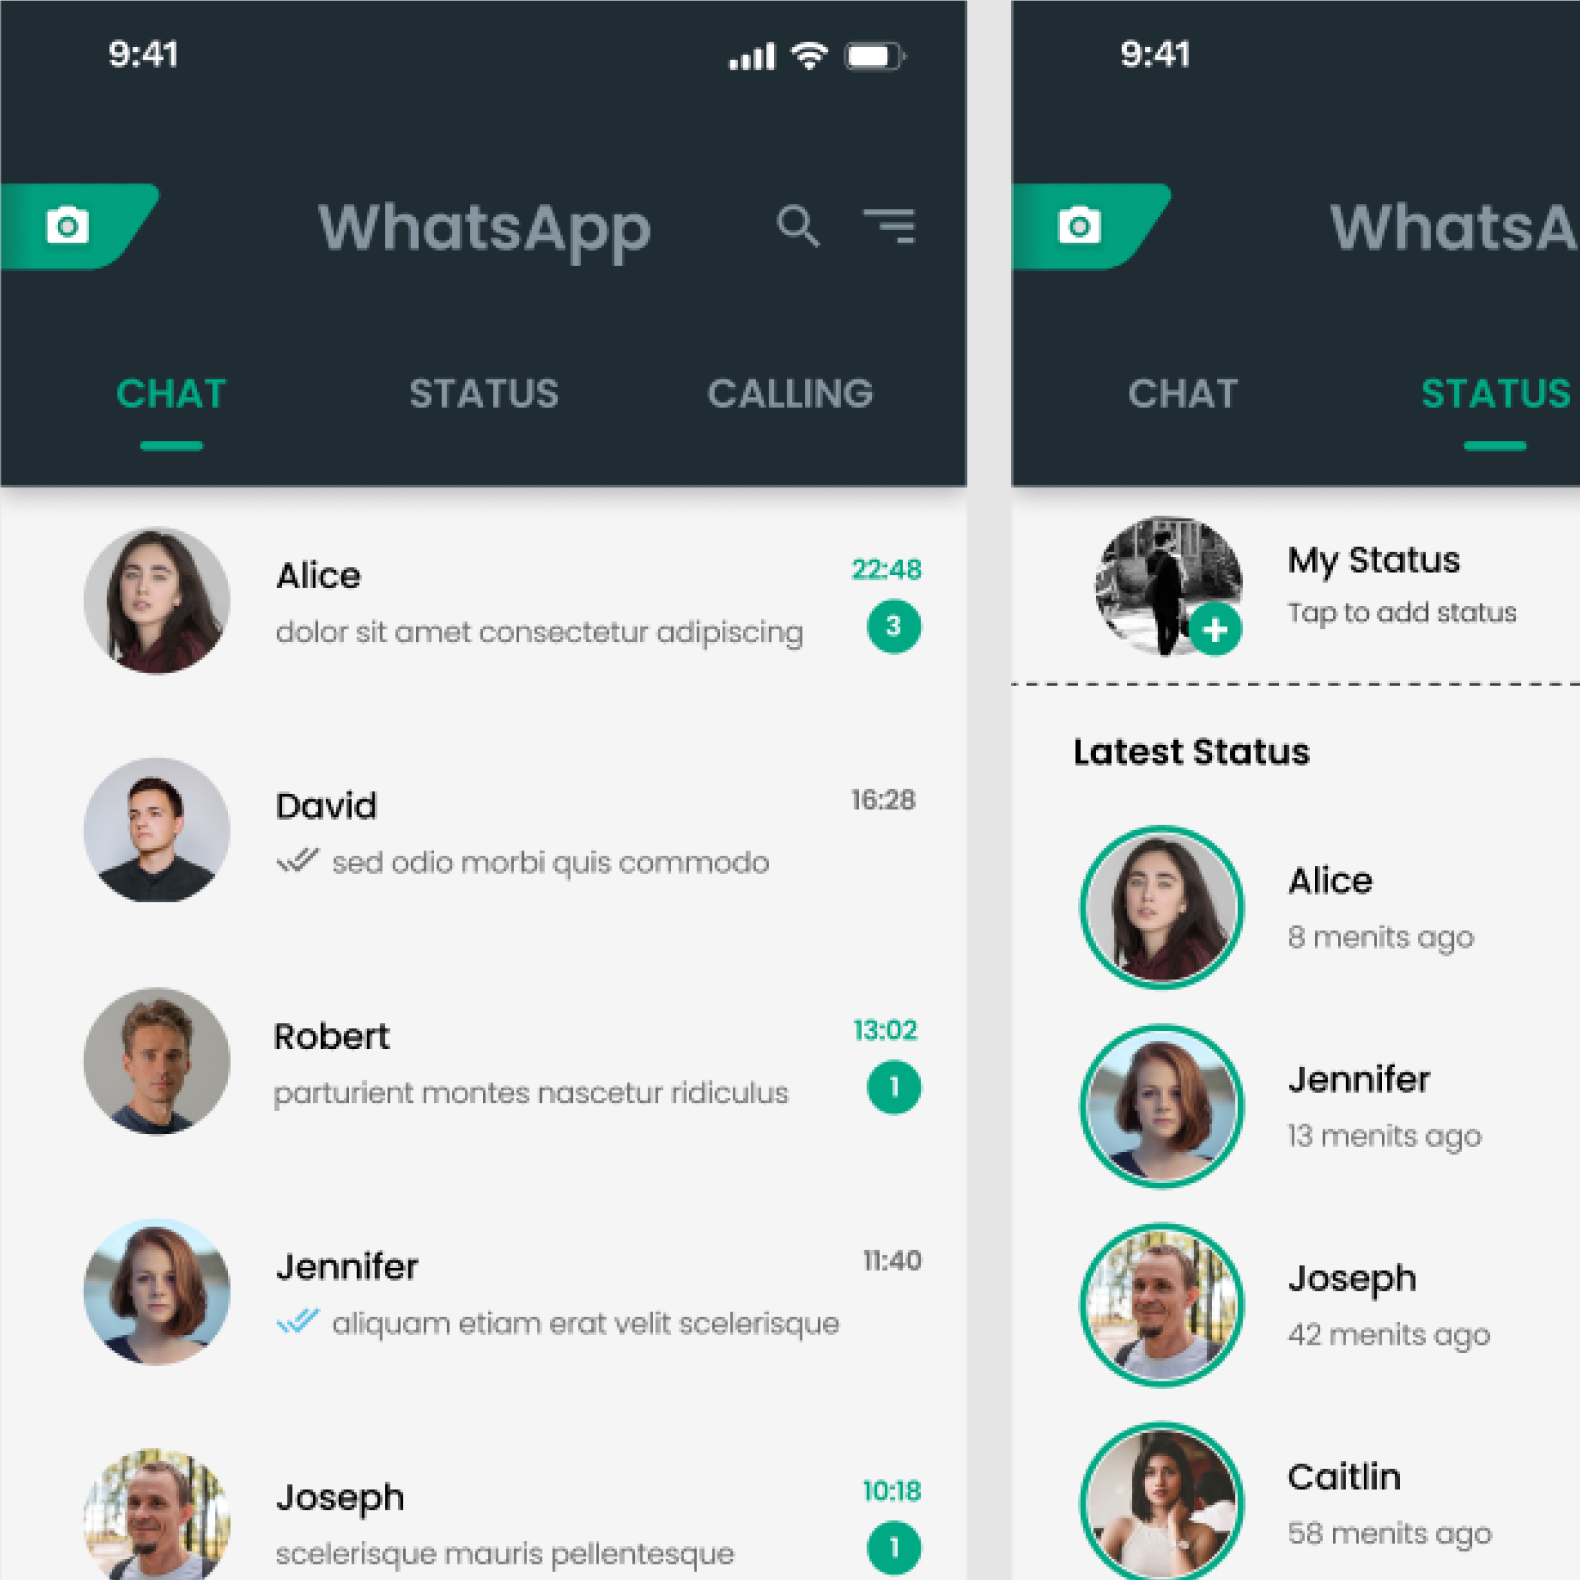 9:41
WhatsApp
CHAT STATUS CALLING
Alice 22:48
dolor sit amet consectetur adipiscing 3
David 16:28
sed odio morbi quis commodo
Robert 13:02
parturient montes nascetur ridiculus 1
Jennifer 11:40
aliquam etiam erat velit scelerisque
Joseph 10:18
scelerisque mauris pellentesque 1
9:41
WhatsA
CHAT STATUS
My Status
Tap to add status
Latest Status
Alice
8 menits ago
Jennifer
13 menits ago
Joseph
42 menits ago
Caitlin
58 menits ago